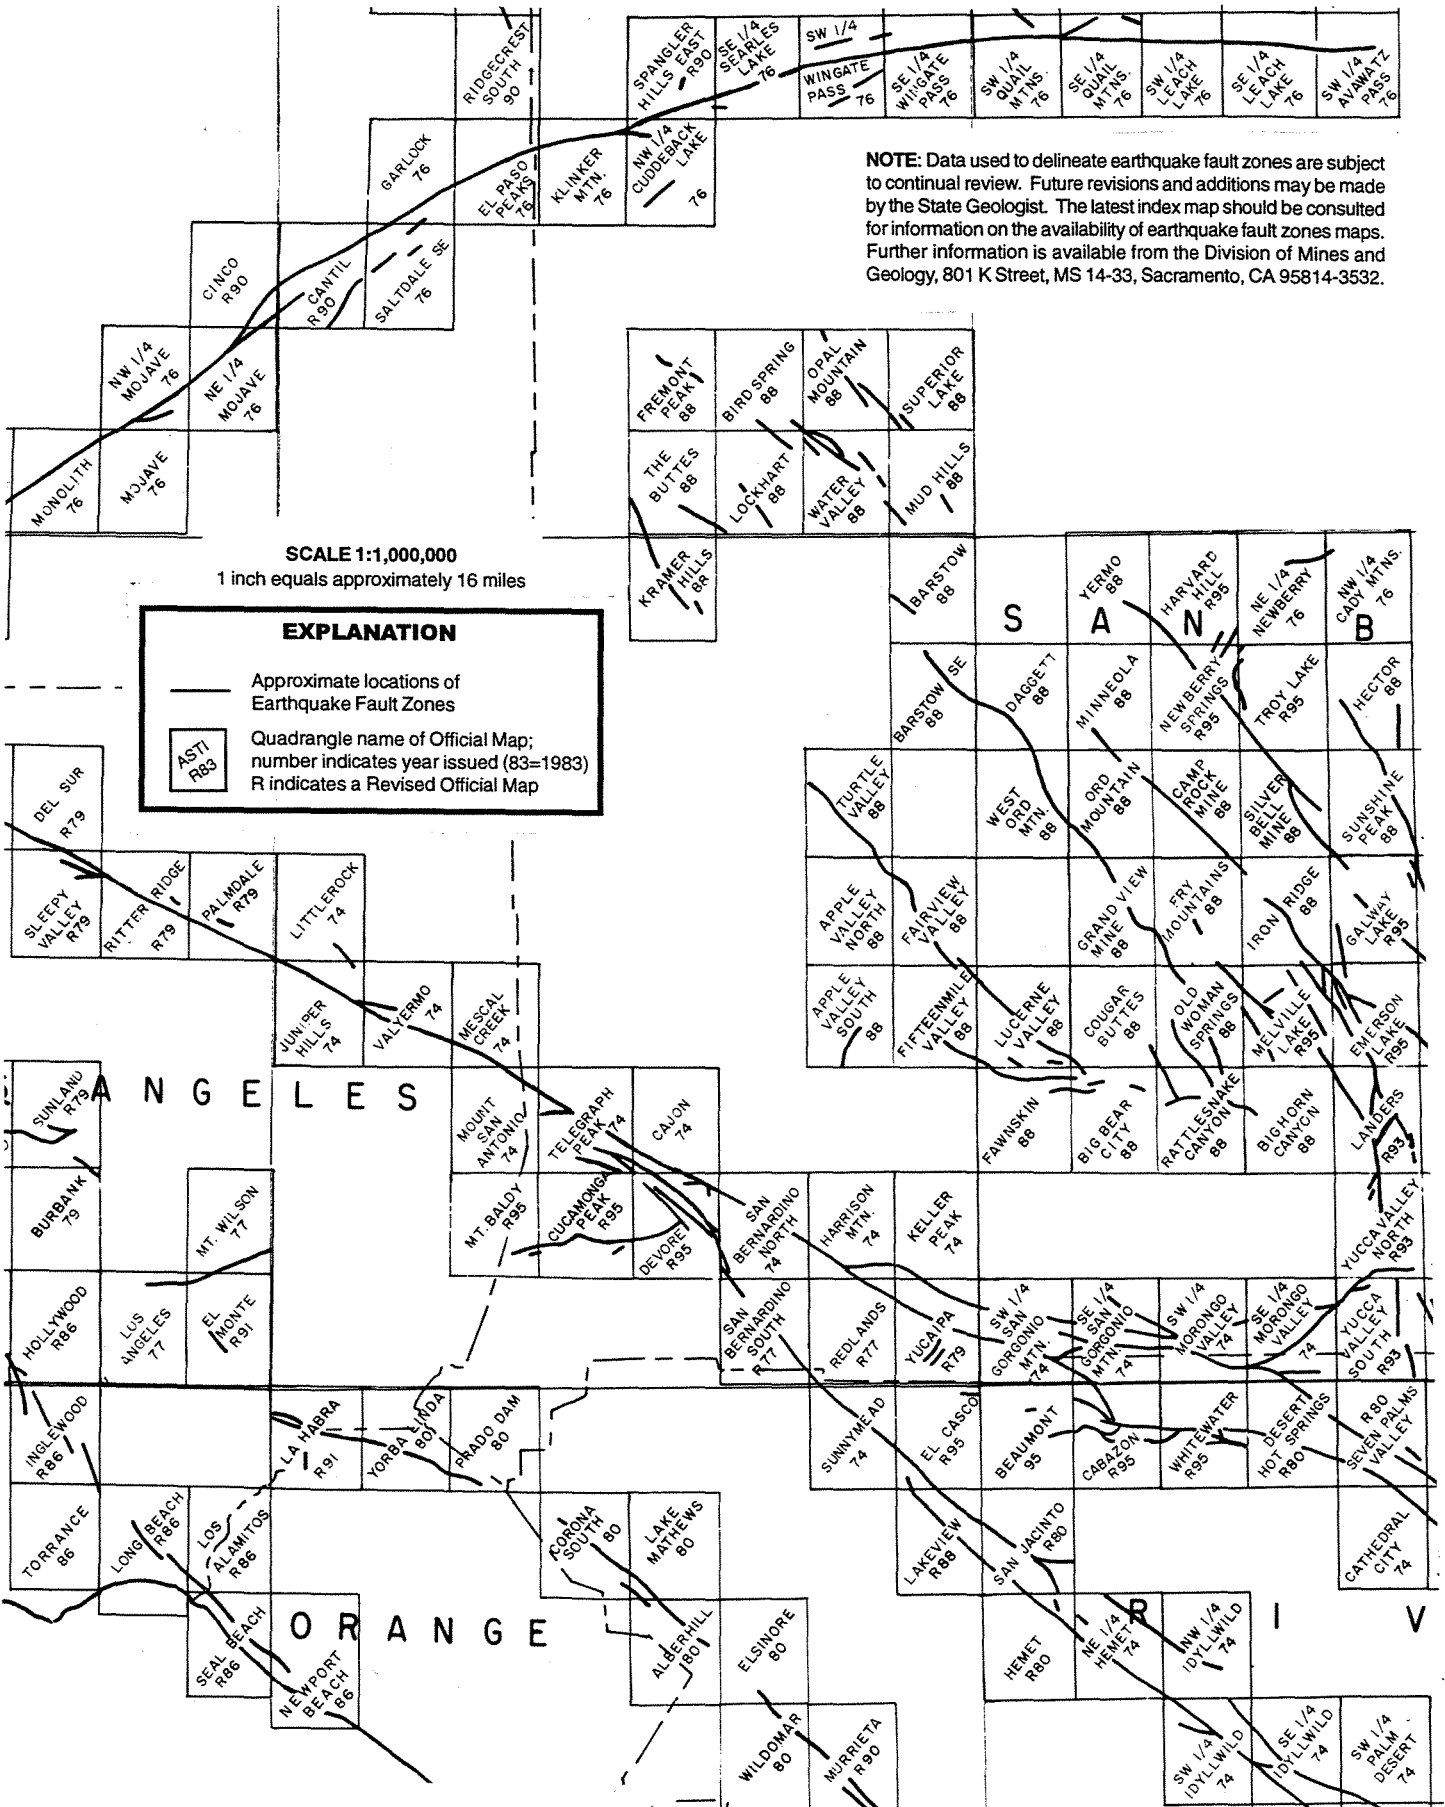 RIDGECREST
SOUTH
90
SPANGLER
HILLS EAST
R90
SE 1/4
SEARLES
LAKE
76
SW 1/4
WINGATE
PASS
76
SE 1/4
WINGATE
PASS
76
SW 1/4
QUAIL
MTNS.
76
SE 1/4
QUAIL
MTNS.
76
SW 1/4
LEACH
LAKE
76
SE 1/4
LEACH
LAKE
76
SW 1/4
AVAWATZ
PASS
76
GARLOCK
76
EL PASO
PEAKS
76
KLINKER
MTN.
76
NW 1/4
CUDDEBACK
LAKE
76
NOTE: Data used to delineate earthquake fault zones are subject
to continual review. Future revisions and additions may be made
by the State Geologist. The latest index map should be consulted
for information on the availability of earthquake fault zones maps.
Further information is available from the Division of Mines and
Geology, 801 K Street, MS 14-33, Sacramento, CA 95814-3532.
CINCO
R90
CANTIL
R90
SALTDALE SE
76
NW 1/4
MOJAVE
76
NE 1/4
MOJAVE
76
FREMONT
PEAK
88
BIRD SPRING
88
OPAL
MOUNTAIN
88
SUPERIOR
LAKE
88
MONOLITH
76
MOJAVE
76
THE
BUTTES
88
LOCKHART
88
WATER
VALLEY
88
MUD HILLS
88
SCALE 1:1,000,000
1 inch equals approximately 16 miles
KRAMER
HILLS
88
BARSTOW
88
YERMO
88
HARVARD
HILL
R95
NE 1/4
NEWBERRY
76
NW 1/4
CADY MTNS.
76
S A N B
EXPLANATION
Approximate locations of
Earthquake Fault Zones
ASTI
R83
Quadrangle name of Official Map;
number indicates year issued (83=1983)
R indicates a Revised Official Map
BARSTOW SE
88
DAGGETT
88
MINNEOLA
88
NEWBERRY
SPRINGS
R95
TROY LAKE
R95
HECTOR
88
DEL SUR
R79
TURTLE
VALLEY
88
WEST
ORD
MTN.
88
ORD
MOUNTAIN
88
CAMP
ROCK
MINE
88
SILVER
BELL
MINE
88
SUNSHINE
PEAK
88
SLEEPY
VALLEY
R79
RITTER RIDGE
R79
PALMDALE
R79
LITTLEROCK
74
APPLE
VALLEY
NORTH
88
FAIRVIEW
VALLEY
88
GRAND VIEW
MINE
88
FRY
MOUNTAINS
88
IRON RIDGE
88
GALWAY
LAKE
R95
JUNIPER
HILLS
74
VALYERMO
74
MESCAL
CREEK
74
APPLE
VALLEY
SOUTH
88
FIFTEENMILE
VALLEY
88
LUCERNE
VALLEY
88
COUGAR
BUTTES
88
OLD
WOMAN
SPRINGS
88
MELVILLE
LAKE
R95
EMERSON
LAKE
R95
SUNLAND
R79
A N G E L E S
MOUNT
SAN
ANTONIO
74
TELEGRAPH
PEAK
74
CAJON
74
FAWNSKIN
88
BIG BEAR
CITY
88
RATTLESNAKE
CANYON
88
BIGHORN
CANYON
88
LANDERS
R93
BURBANK
79
MT. WILSON
77
MT. BALDY
R95
CUCAMONGA
PEAK
R95
DEVORE
R95
SAN
BERNARDINO
NORTH
74
HARRISON
MTN.
74
KELLER
PEAK
74
YUCCA VALLEY
NORTH
R93
HOLLYWOOD
R86
LOS
ANGELES
77
EL
MONTE
R91
SAN
BERNARDINO
SOUTH
R77
REDLANDS
R77
YUCAIPA
R79
SW 1/4
SAN
GORGONIO
MTN.
74
SE 1/4
SAN
GORGONIO
MTN.
74
SW 1/4
MORONGO
VALLEY
74
SE 1/4
MORONGO
VALLEY
74
YUCCA
VALLEY
SOUTH
R93
INGLEWOOD
R86
LA HABRA
R91
YORBA LINDA
80
PRADO DAM
80
SUNNYMEAD
74
EL CASCO
R95
BEAUMONT
95
CABAZON
R95
WHITEWATER
R95
DESERT
HOT SPRINGS
R80
R80
SEVEN PALMS
VALLEY
TORRANCE
86
LONG BEACH
R86
LOS
ALAMITOS
R86
CORONA
SOUTH
80
LAKE
MATHEWS
80
LAKEVIEW
R88
SAN JACINTO
R80
CATHEDRAL
CITY
74
SEAL BEACH
R86
NEWPORT
BEACH
86
O R A N G E
ALBERHILL
80
ELSINORE
80
HEMET
R80
NE 1/4
HEMET
74
NW 1/4
IDYLLWILD
74
R I V
WILDOMAR
80
MURRIETA
R90
SW 1/4
IDYLLWILD
74
SE 1/4
IDYLLWILD
74
SW 1/4
PALM
DESERT
74